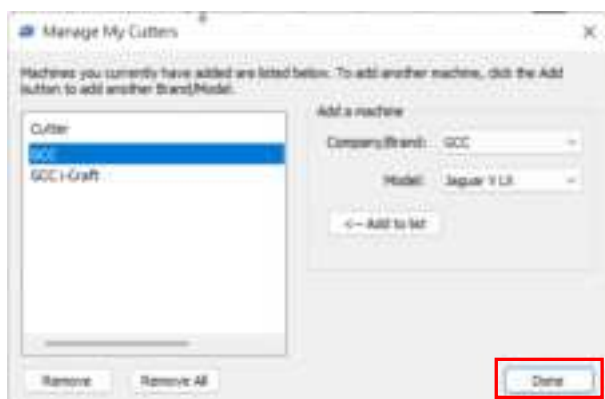 Manage My Cutters
Machines you currently have added are listed below. To add another machine, click the Add
button to add another Brand/Model.
Cutter
GCC
GCC i-Craft
Add a machine
Company/Brand: GCC
Model: Jaguar V LX
<-- Add to list
Remove
Remove All
Done